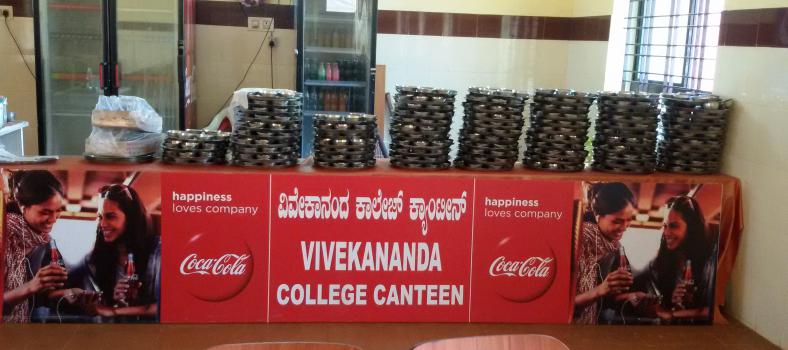 happiness
loves company
Coca-Cola
ವಿವೇಕಾನಂದ ಕಾಲೇಜ್ ಕ್ಯಾಂಟೀನ್
VIVEKANANDA
COLLEGE CANTEEN
happiness
loves company
Coca-Cola